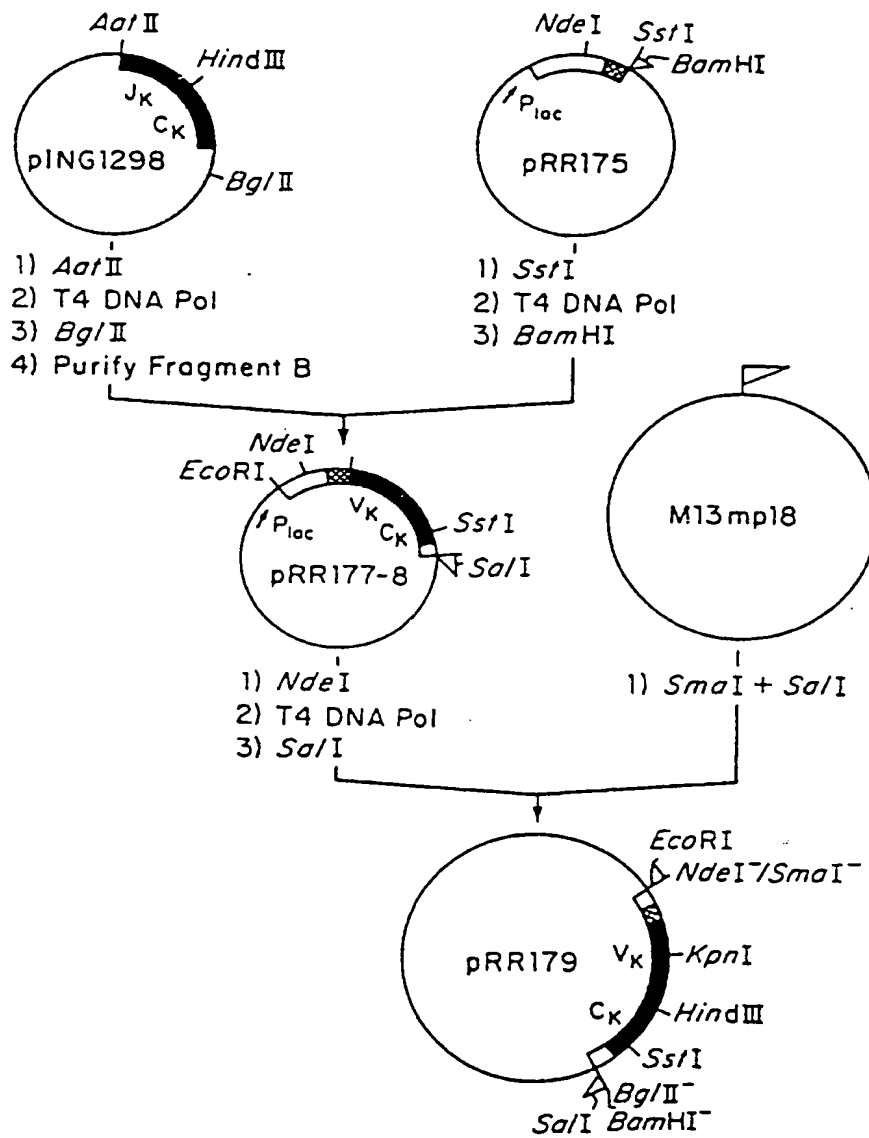 AatII
HindIII
JK
CK
pING1298
BglII
1) AatII
2) T4 DNA Pol
3) BglII
4) Purify Fragment B
NdeI
SstI
BamHI
Plac
pRR175
1) SstI
2) T4 DNA Pol
3) BamHI
NdeI
EcoRI
Plac
VK
CK
SstI
SalI
pRR177-8
M13mp18
1) NdeI
2) T4 DNA Pol
3) SalI
1) SmaI + SalI
EcoRI
NdeI⁻/SmaI⁻
pRR179
VK
KpnI
CK
HindIII
SstI
BglII⁻
SalI BamHI⁻